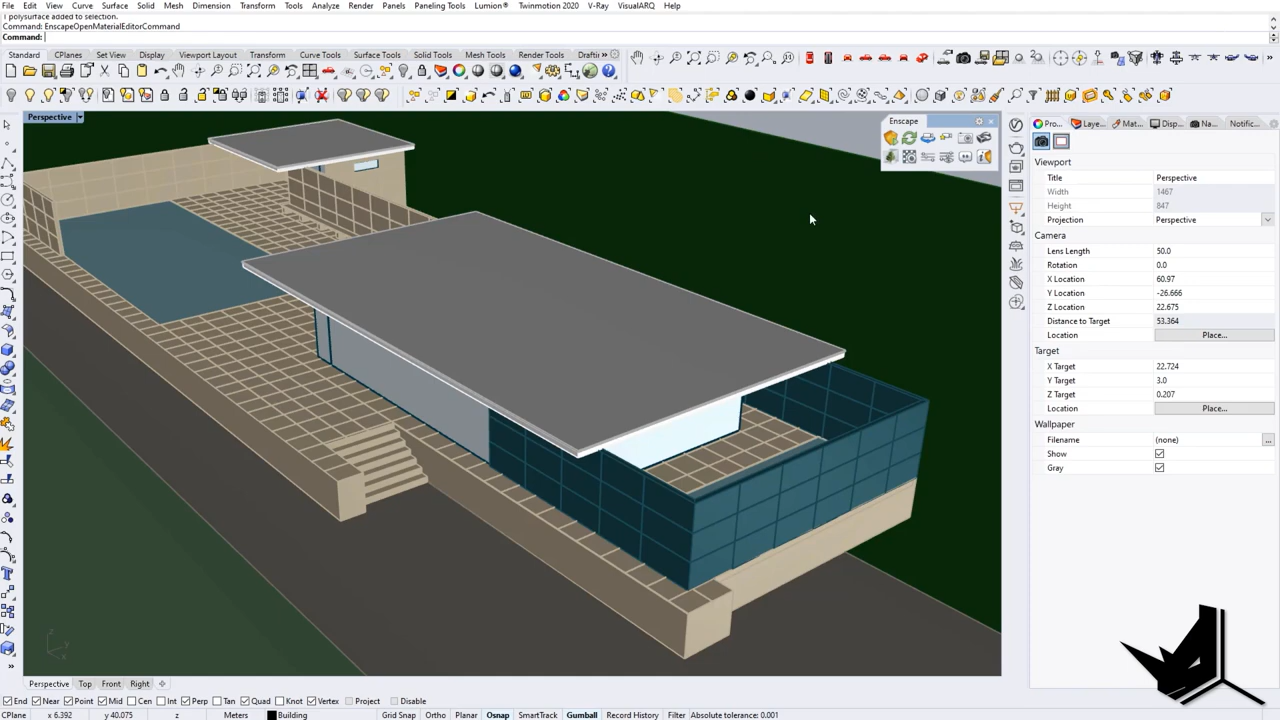 File Edit View Curve Surface Solid Mesh Dimension Transform Tools Analyze Render Panels Paneling Tools Lumion® Twinmotion 2020 V-Ray VisualARQ Help
1 polysurface added to selection.
Command: EnscapeOpenMaterialEditorCommand
Command:
Standard CPlanes Set View Display Viewport Layout Transform Curve Tools Surface Tools Solid Tools Mesh Tools Render Tools Draftir »
Perspective
Enscape
Pro... Laye... Mat... Disp... Na... Notific...
Viewport
Title Perspective
Width 1467
Height 847
Projection Perspective
Camera
Lens Length 50.0
Rotation 0.0
X Location 60.97
Y Location -26.666
Z Location 22.675
Distance to Target 53.364
Location Place...
Target
X Target 22.724
Y Target 3.0
Z Target 0.207
Location Place...
Wallpaper
Filename (none) ...
Show
Gray
z
y
x
Perspective Top Front Right
End Near Point Mid Cen Int Perp Tan Quad Knot Vertex Project Disable
CPlane x 6.392 y 40.075 z Meters Building Grid Snap Ortho Planar Osnap SmartTrack Gumball Record History Filter Absolute tolerance: 0.001